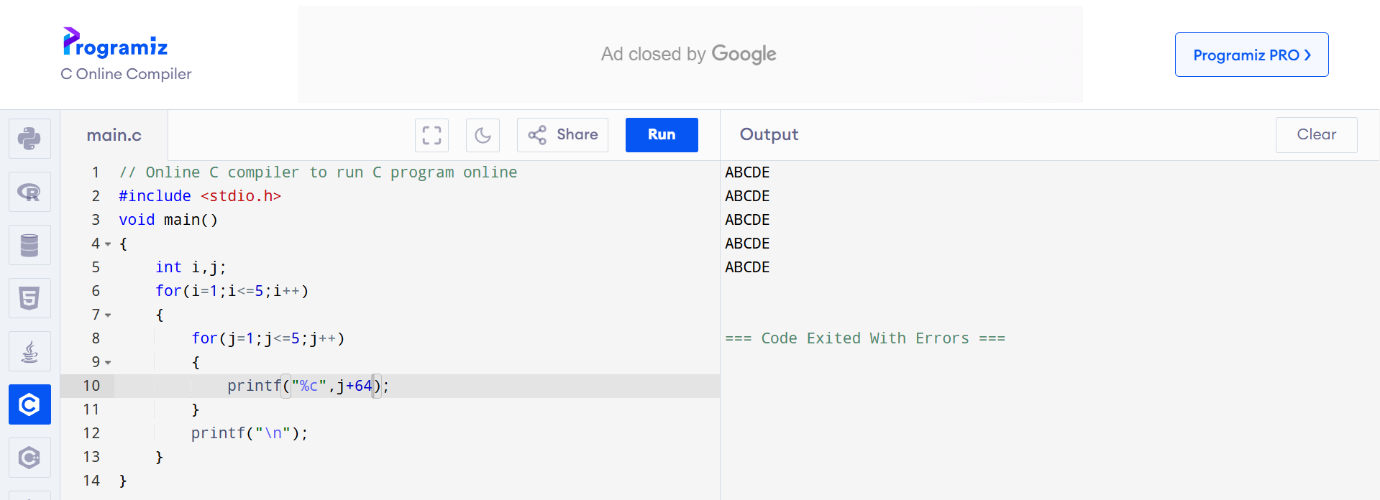 Programiz
C Online Compiler
Ad closed by Google
Programiz PRO
main.c
Share
Run
Output
Clear
1 // Online C compiler to run C program online
2 #include <stdio.h>
3 void main()
4 {
5 int i,j;
6 for(i=1;i<=5;i++)
7 {
8 for(j=1;j<=5;j++)
9 {
10 printf("%c",j+64);
11 }
12 printf("\n");
13 }
14 }
ABCDE
ABCDE
ABCDE
ABCDE
ABCDE
=== Code Exited With Errors ===